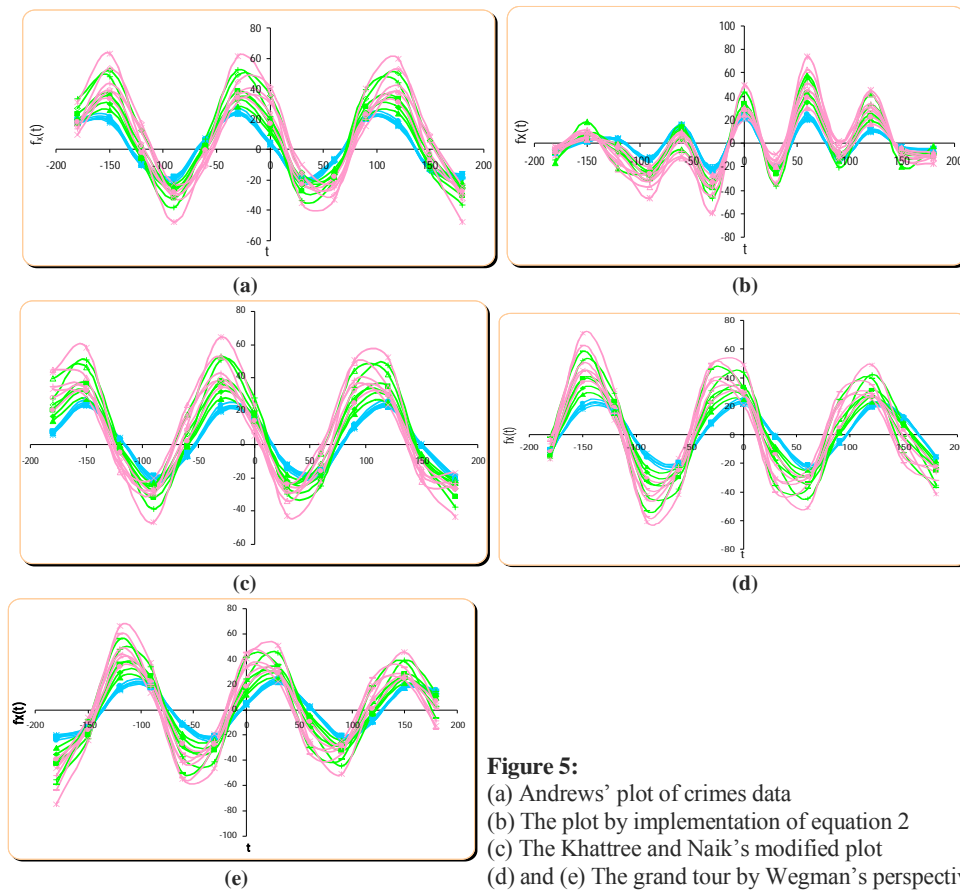 80
60
40
20
0
-20
-40
-60
-200 -150 -100 -50 0 50 100 150 200
fx(t)
t
(a)
100
80
60
40
20
0
-20
-40
-60
-80
-200 -150 -100 -50 0 50 100 150 200
fx(t)
t
(b)
80
60
40
20
0
-20
-40
-60
-200 -150 -100 -50 0 50 100 150 200
(c)
80
60
40
20
0
-20
-40
-60
-80
-200 -150 -100 -50 0 50 100 150 200
fx(t)
t
(d)
80
60
40
20
0
-20
-40
-60
-80
-100
-200 -150 -100 -50 0 50 100 150 200
fx(t)
t
(e)
Figure 5:
(a) Andrews' plot of crimes data
(b) The plot by implementation of equation 2
(c) The Khattree and Naik's modified plot
(d) and (e) The grand tour by Wegman's perspectiv